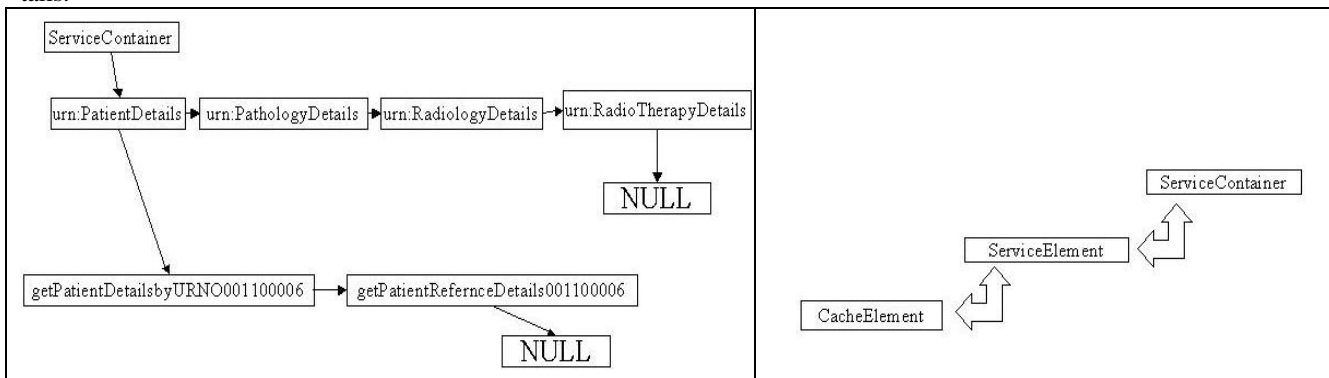 ServiceContainer
urn:PatientDetails
urn:PathologyDetails
urn:RadiologyDetails
urn:RadioTherapyDetails
NULL
getPatientDetailsbyURNO001100006
getPatientRefernceDetails001100006
NULL
ServiceContainer
ServiceElement
CacheElement